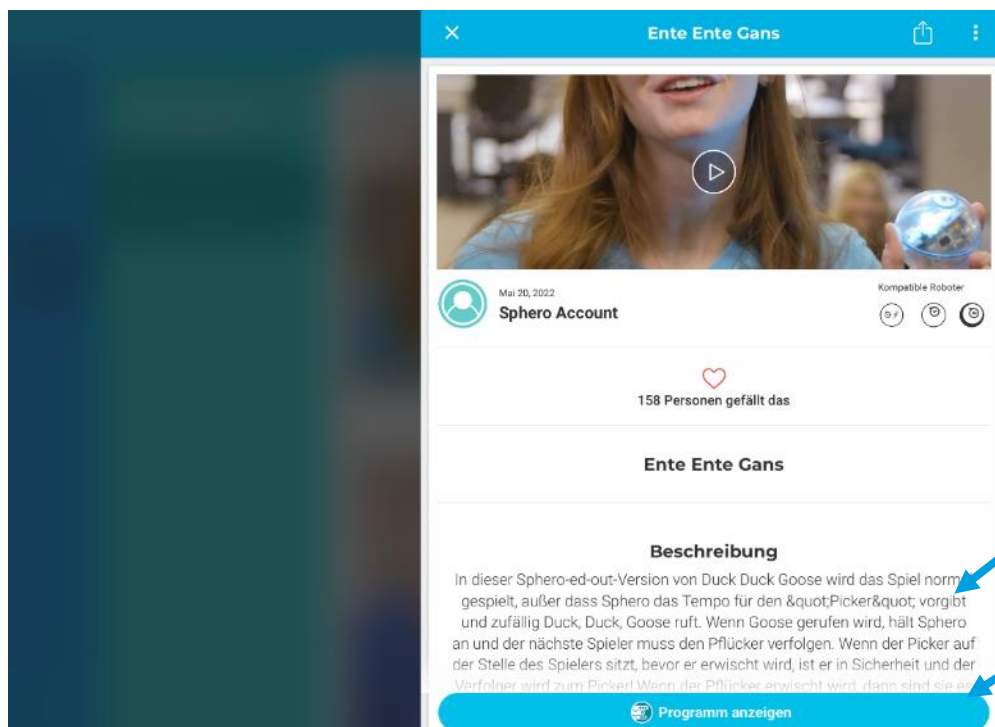 Ente Ente Gans
Mai 20, 2022
Sphero Account
Kompatible Roboter
158 Personen gefällt das
Ente Ente Gans
Beschreibung
In dieser Sphero-ed-out-Version von Duck Duck Goose wird das Spiel
gespielt, außer dass Sphero das Tempo für den &quot;Picker&quot; vorgibt
und zufällig Duck, Duck, Goose ruft. Wenn Goose gerufen wird, hält Sphero
an und der nächste Spieler muss den Pflücker verfolgen. Wenn der Picker auf
der Stelle des Spielers sitzt, bevor er erwischt wird, ist er in Sicherheit und der
Verfolger wird zum Picker! Wenn der Pflücker erwischt wird, dann sind sie es
Programm anzeigen